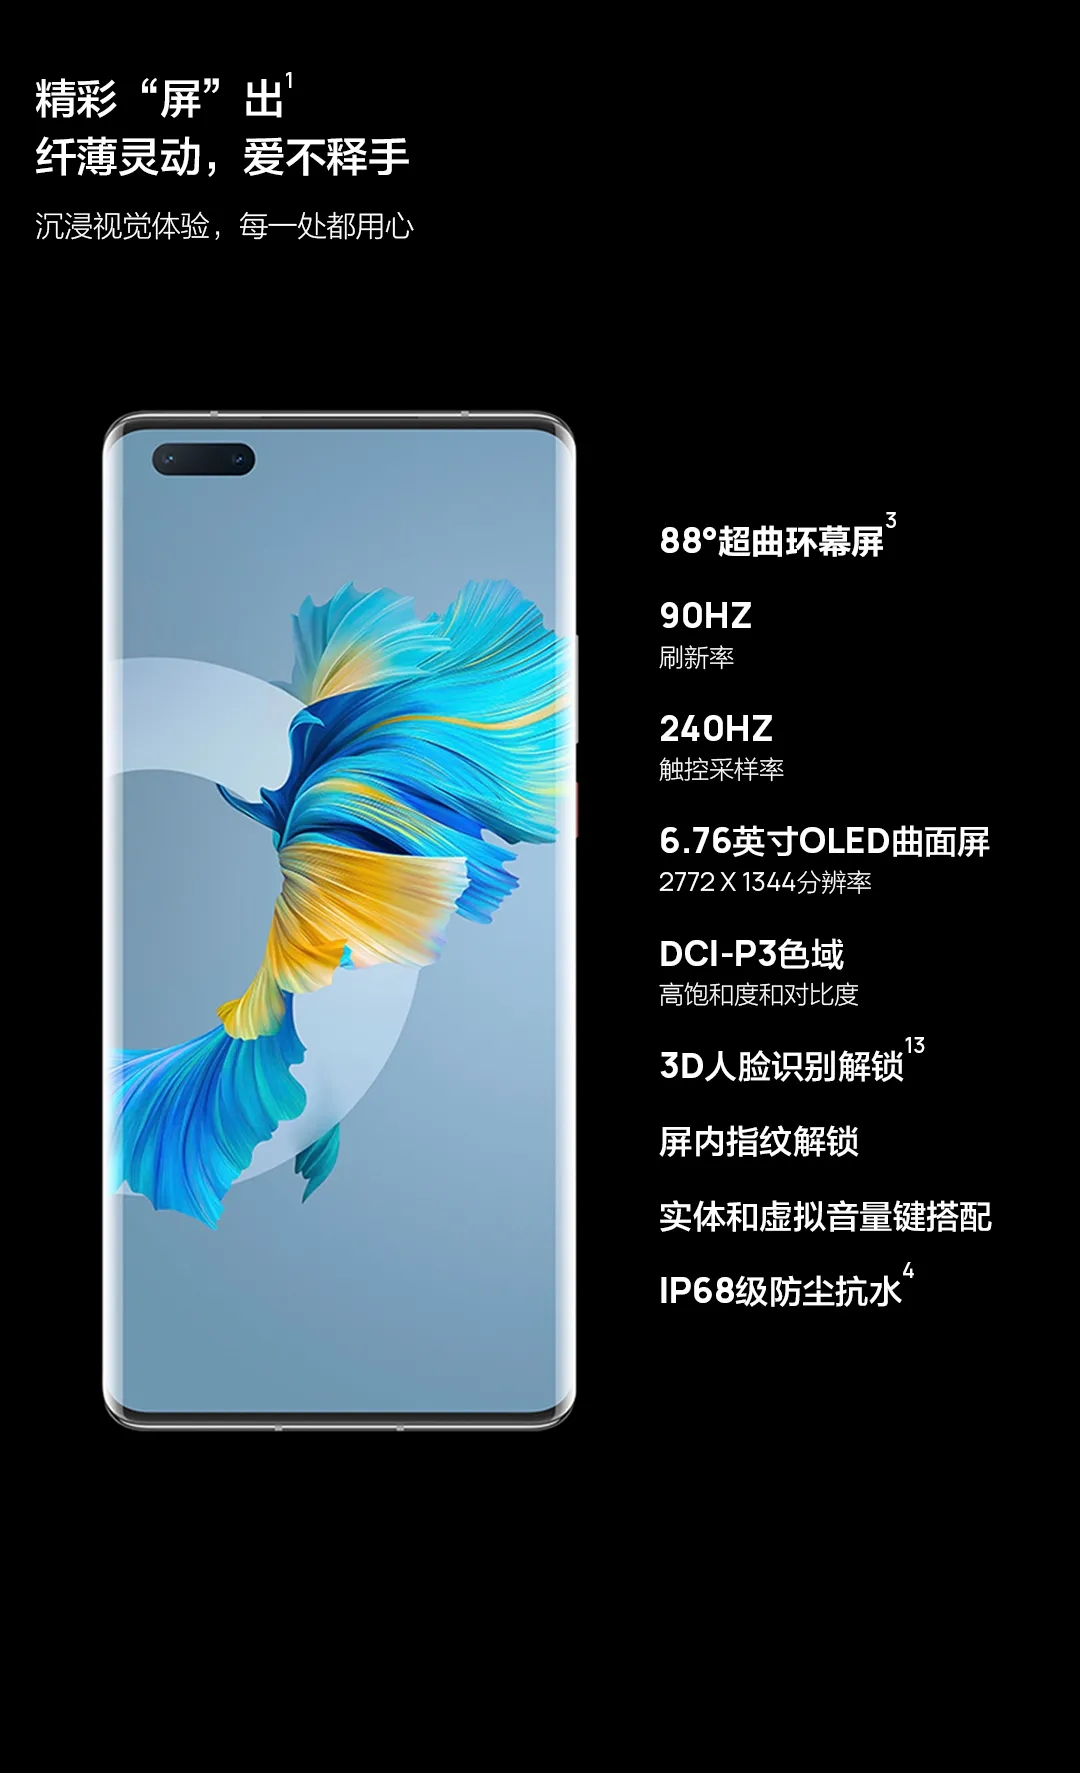 精彩“屏”出1
纤薄灵动，爱不释手
沉浸视觉体验，每一处都用心
88°超曲环幕屏3
90HZ
刷新率
240HZ
触控采样率
6.76英寸OLED曲面屏
2772 X 1344分辨率
DCI-P3色域
高饱和度和对比度
3D人脸识别解锁13
屏内指纹解锁
实体和虚拟音量键搭配
IP68级防尘抗水4